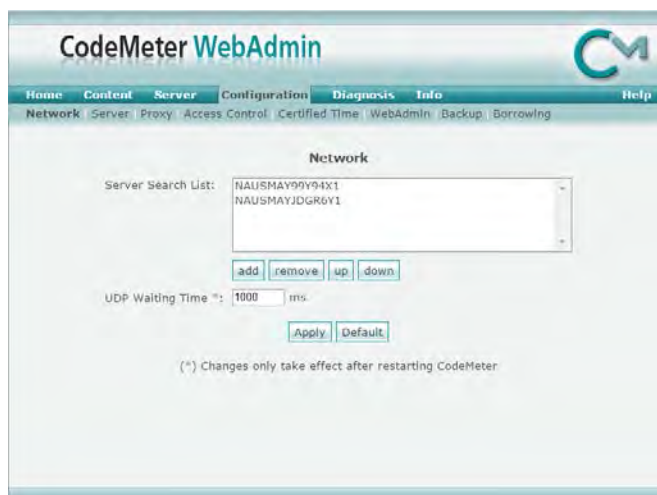 CodeMeter WebAdmin
CM
Home Content Server Configuration Diagnosis Info Help
Network | Server | Proxy | Access Control | Certified Time | WebAdmin | Backup | Borrowing
Network
Server Search List:
NAUSMAY99Y94X1
NAUSMAYJDGR6Y1
add remove up down
UDP Waiting Time *: 1000 ms.
Apply Default
(*) Changes only take effect after restarting CodeMeter